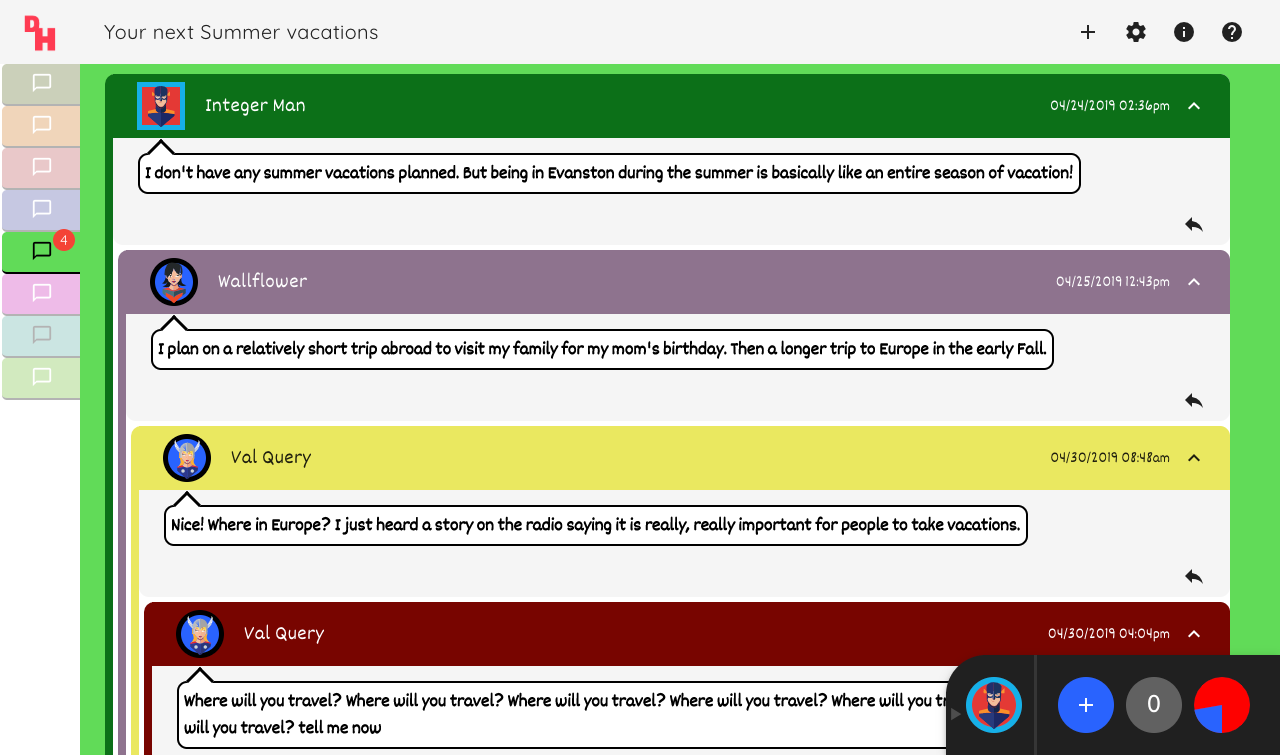 DH
Your next Summer vacations
4
Integer Man
04/24/2019 02:36pm
I don't have any summer vacations planned. But being in Evanston during the summer is basically like an entire season of vacation!
Wallflower
04/25/2019 12:43pm
I plan on a relatively short trip abroad to visit my family for my mom's birthday. Then a longer trip to Europe in the early Fall.
Val Query
04/30/2019 08:48am
Nice! Where in Europe? I just heard a story on the radio saying it is really, really important for people to take vacations.
Val Query
04/30/2019 04:04pm
Where will you travel? Where will you travel? Where will you travel? Where will you travel? Where will you
will you travel? tell me now
0